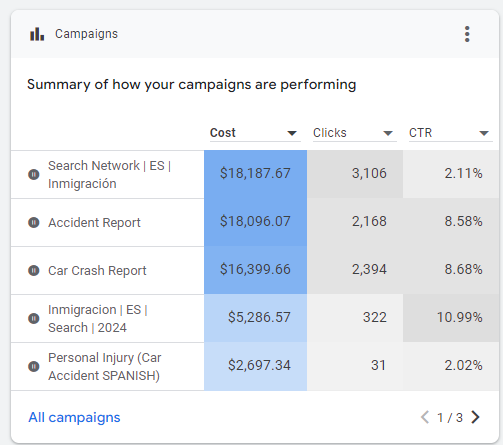 Campaigns
Summary of how your campaigns are performing
Cost Clicks CTR
Search Network | ES |
Inmigración $18,187.67 3,106 2.11%
Accident Report $18,096.07 2,168 8.58%
Car Crash Report $16,399.66 2,394 8.68%
Inmigracion | ES |
Search | 2024 $5,286.57 322 10.99%
Personal Injury (Car
Accident SPANISH) $2,697.34 31 2.02%
All campaigns 1 / 3